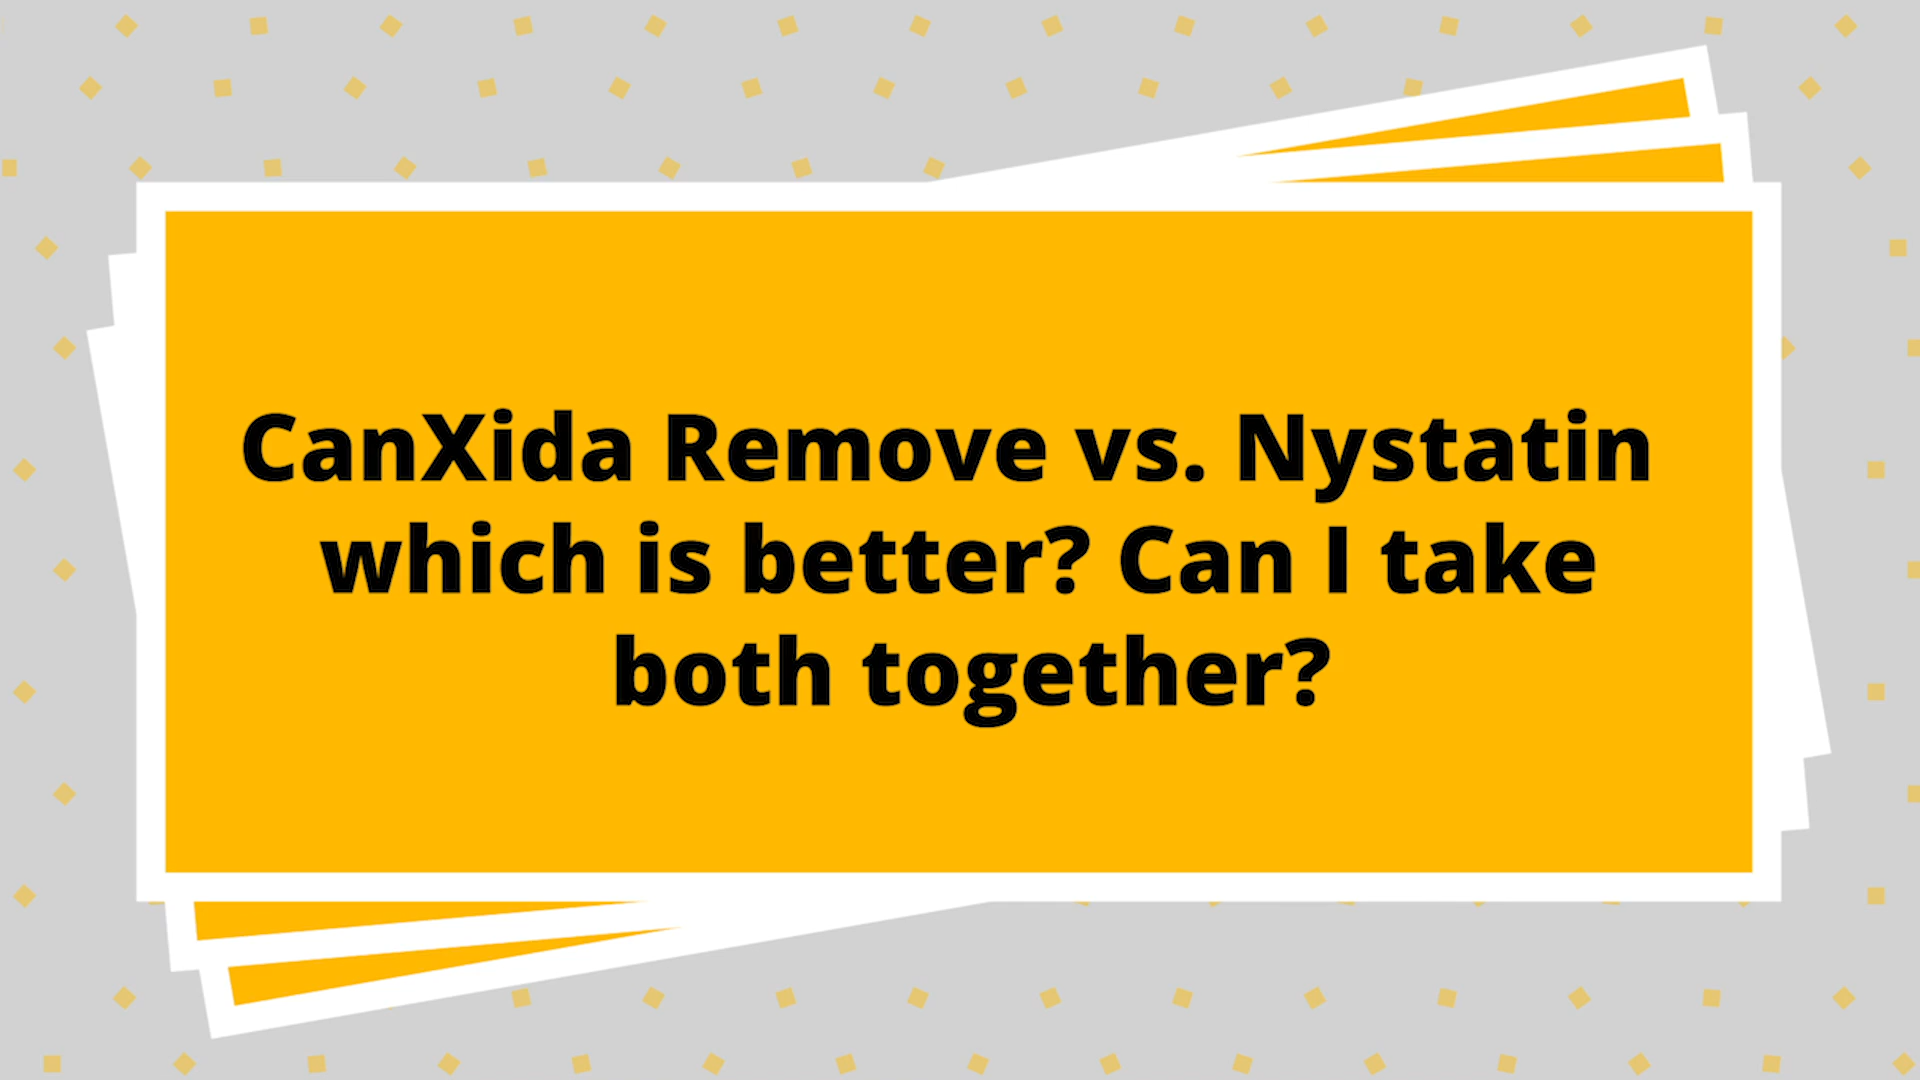 CanXida Remove vs. Nystatin
which is better? Can I take
both together?